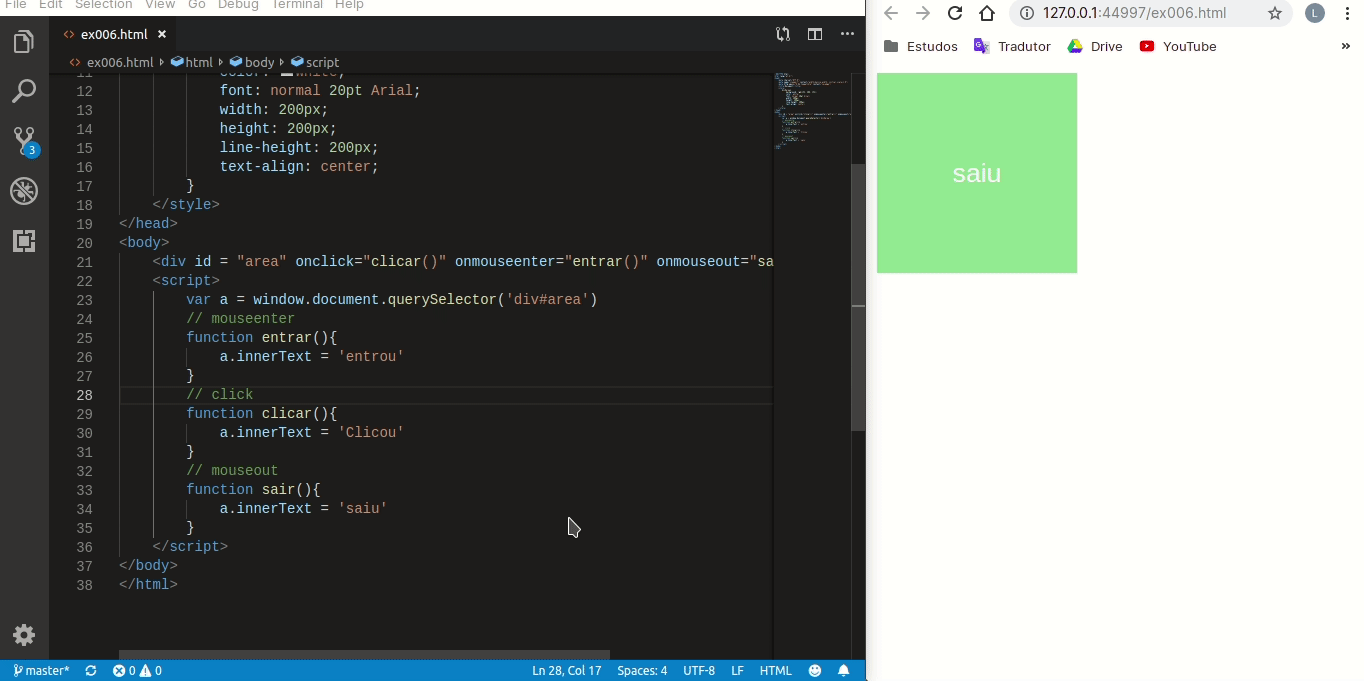 File Edit Selection View Go Debug Terminal Help
<> ex006.html ×
<> ex006.html html body script
11 color: white;
12 font: normal 20pt Arial;
13 width: 200px;
14 height: 200px;
15 line-height: 200px;
16 text-align: center;
17 }
18 </style>
19 </head>
20 <body>
21 <div id = "area" onclick="clicar()" onmouseenter="entrar()" onmouseout="sa
22 <script>
23 var a = window.document.querySelector('div#area')
24 // mouseenter
25 function entrar(){
26 a.innerText = 'entrou'
27 }
28 // click
29 function clicar(){
30 a.innerText = 'Clicou'
31 }
32 // mouseout
33 function sair(){
34 a.innerText = 'saiu'
35 }
36 </script>
37 </body>
38 </html>
3
master* 0 0 Ln 28, Col 17 Spaces: 4 UTF-8 LF HTML
127.0.0.1:44997/ex006.html L
Estudos Tradutor Drive YouTube »
saiu